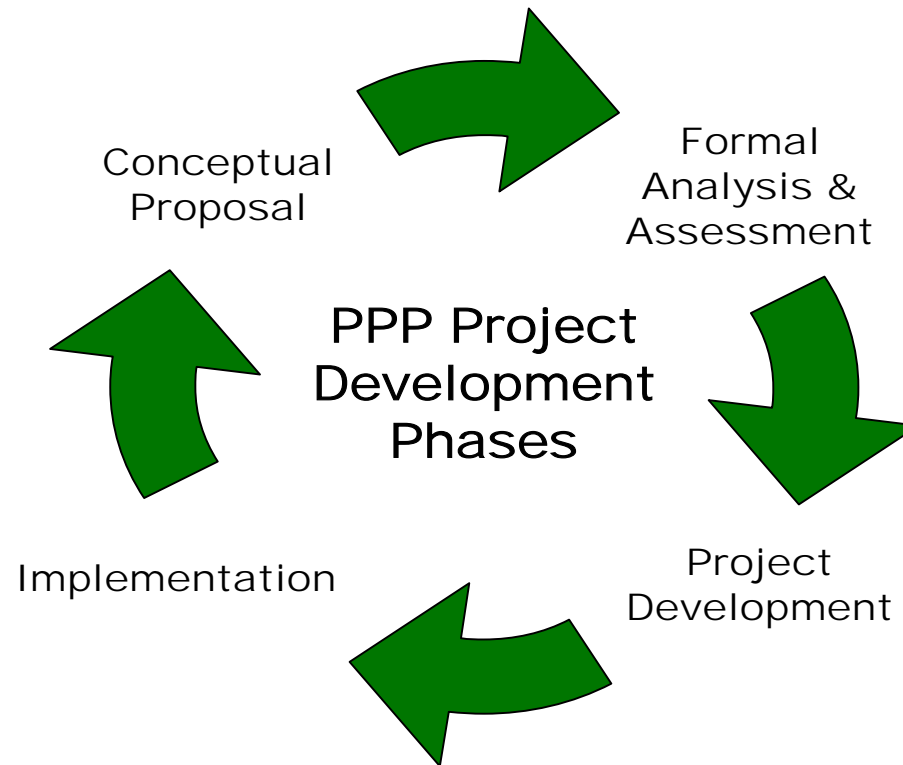 Conceptual
Proposal
Formal
Analysis &
Assessment
PPP Project
Development
Phases
Implementation
Project
Development